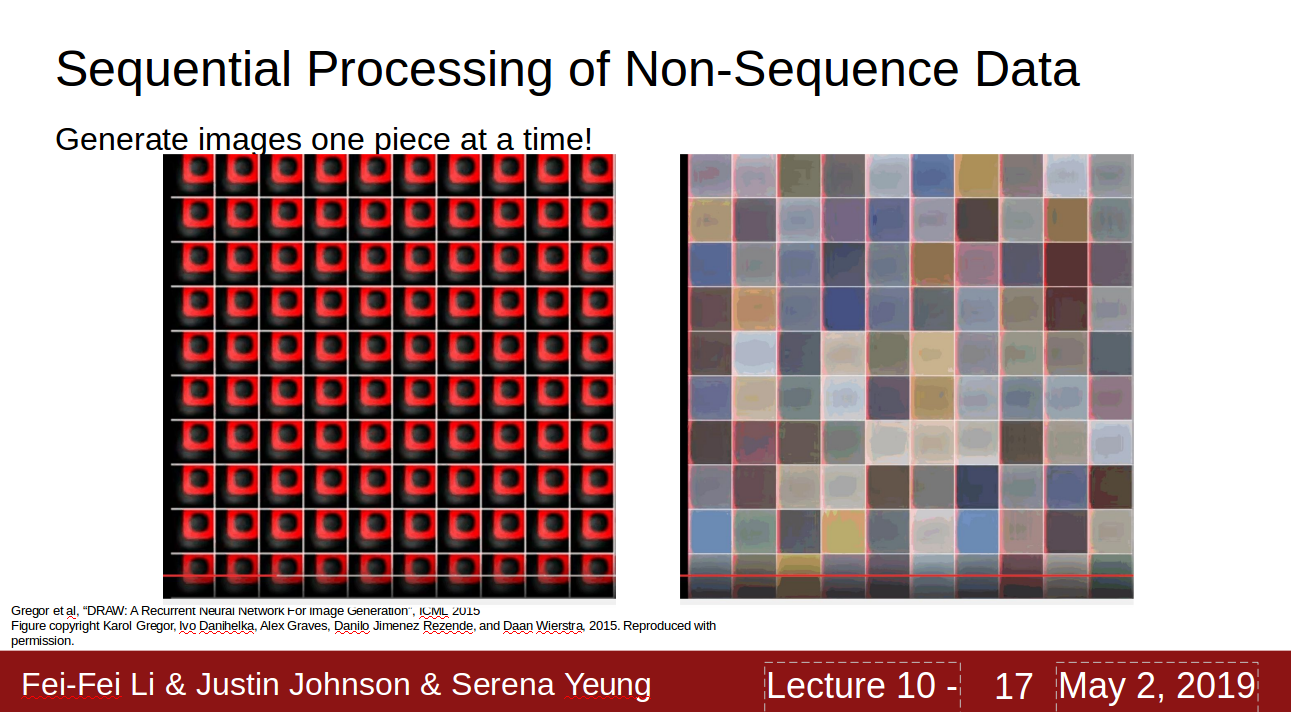 Sequential Processing of Non-Sequence Data
Generate images one piece at a time!
Gregor et al, “DRAW: A Recurrent Neural Network For Image Generation”, ICML 2015
Figure copyright Karol Gregor, Ivo Danihelka, Alex Graves, Danilo Jimenez Rezende, and Daan Wierstra, 2015. Reproduced with
permission.
Fei-Fei Li & Justin Johnson & Serena Yeung Lecture 10 - 17 May 2, 2019